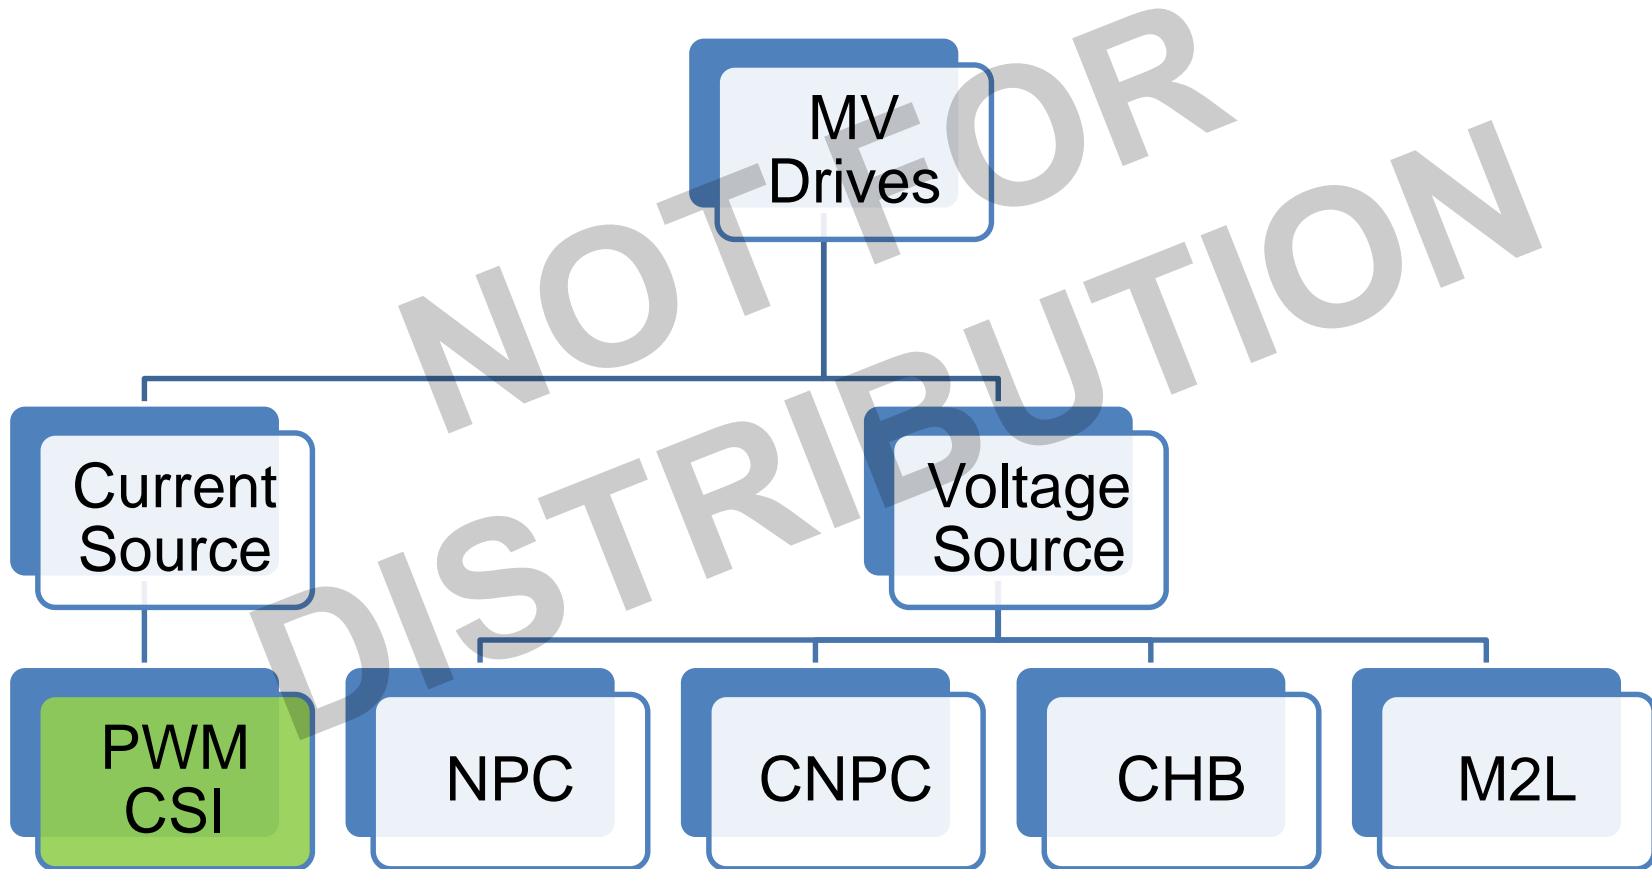 MV
Drives
NOT FOR
DISTRIBUTION
Current
Source
Voltage
Source
PWM
CSI
NPC
CNPC
CHB
M2L